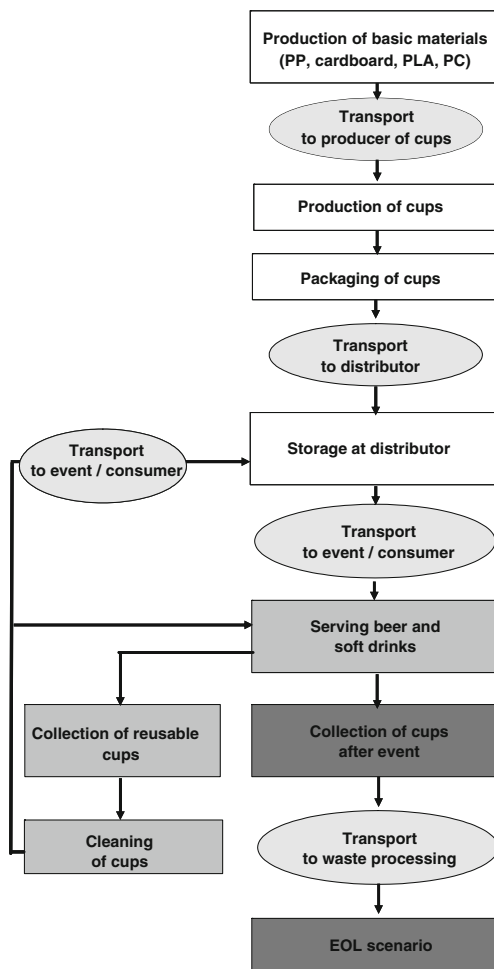 Production of basic materials
(PP, cardboard, PLA, PC)
Transport
to producer of cups
Production of cups
Packaging of cups
Transport
to distributor
Transport
to event / consumer
Storage at distributor
Transport
to event / consumer
Serving beer and
soft drinks
Collection of reusable
cups
Collection of cups
after event
Cleaning
of cups
Transport
to waste processing
EOL scenario